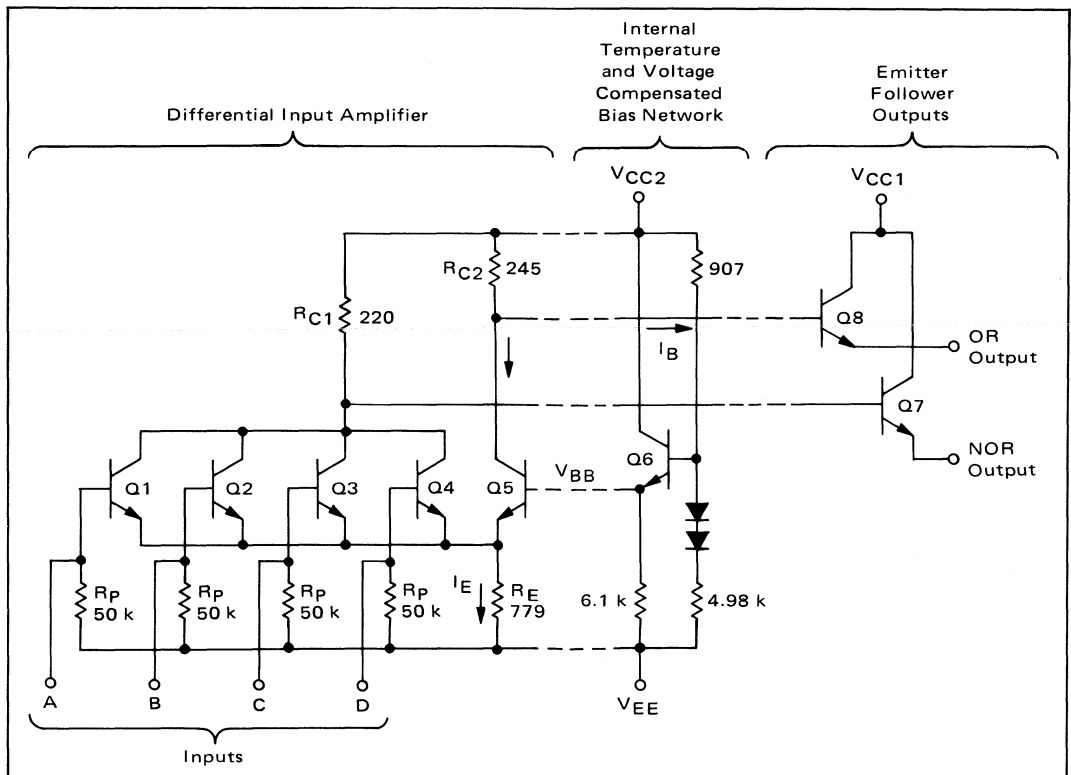 Internal
Temperature
and Voltage
Compensated
Bias Network
Emitter
Follower
Outputs
Differential Input Amplifier
VCC2
VCC1
RC2 245
907
RC1 220
Q8
IB
OR
Output
Q7
Q6
VBB
NOR
Output
Q1
Q2
Q3
Q4
Q5
RP
50 k
RP
50 k
RP
50 k
RP
50 k
IE
RE
779
6.1 k
4.98 k
A
B
C
D
VEE
Inputs